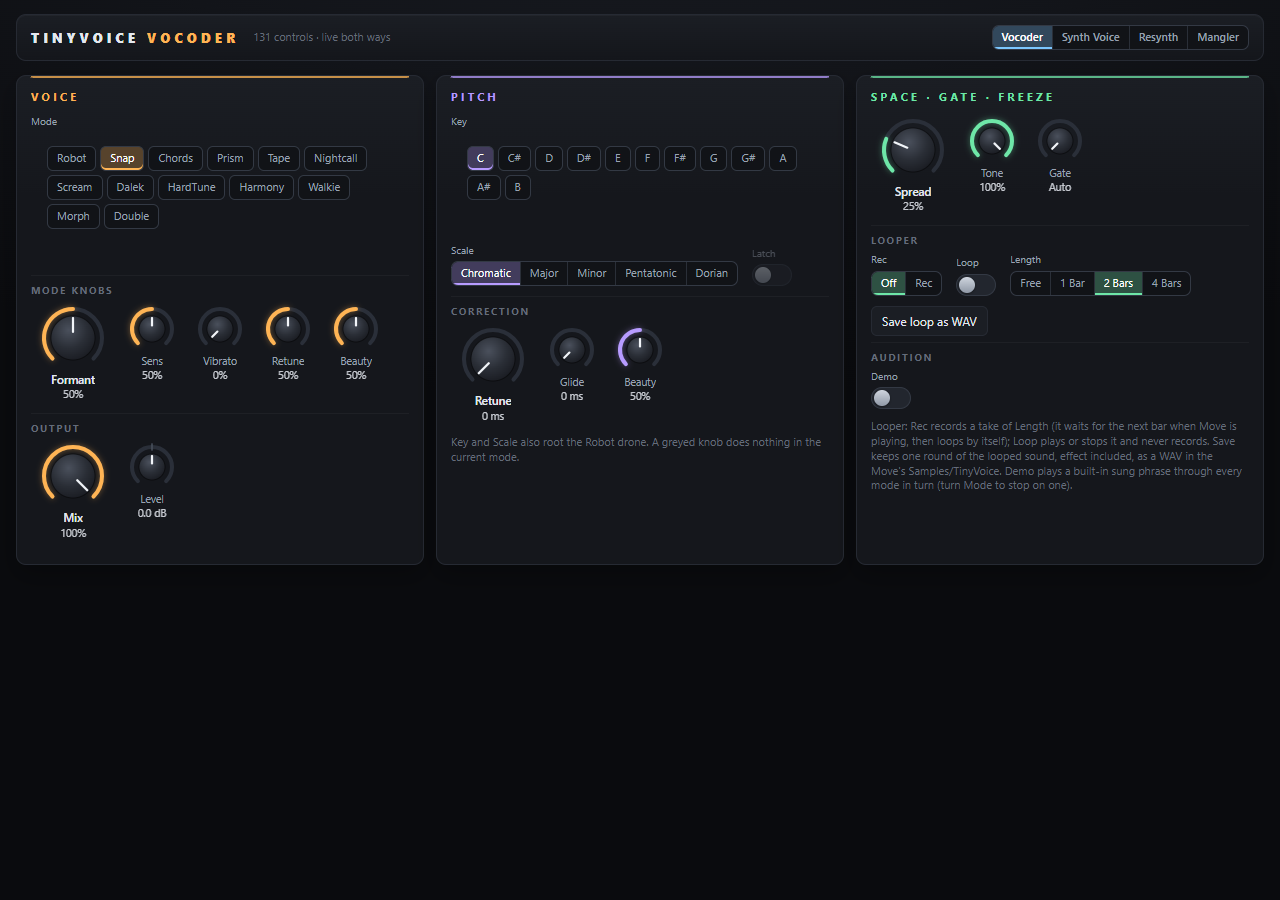 TINYVOICE VOCODER 131 controls · live both ways Vocoder Synth Voice Resynth Mangler
VOICE
Mode
Robot Snap Chords Prism Tape Nightcall
Scream Dalek HardTune Harmony Walkie
Morph Double
MODE KNOBS
Formant Sens Vibrato Retune Beauty
50% 50% 0% 50% 50%
OUTPUT
Mix Level
100% 0.0 dB
PITCH
Key
C C# D D# E F F# G G# A
A# B
Scale Latch
Chromatic Major Minor Pentatonic Dorian
CORRECTION
Retune Glide Beauty
0 ms 0 ms 50%
Key and Scale also root the Robot drone. A greyed knob does nothing in the
current mode.
SPACE · GATE · FREEZE
Spread Tone Gate
25% 100% Auto
LOOPER
Rec Loop Length
Off Rec Free 1 Bar 2 Bars 4 Bars
Save loop as WAV
AUDITION
Demo
Looper: Rec records a take of Length (it waits for the next bar when Move is
playing, then loops by itself); Loop plays or stops it and never records. Save
keeps one round of the looped sound, effect included, as a WAV in the
Move's Samples/TinyVoice. Demo plays a built-in sung phrase through every
mode in turn (turn Mode to stop on one).